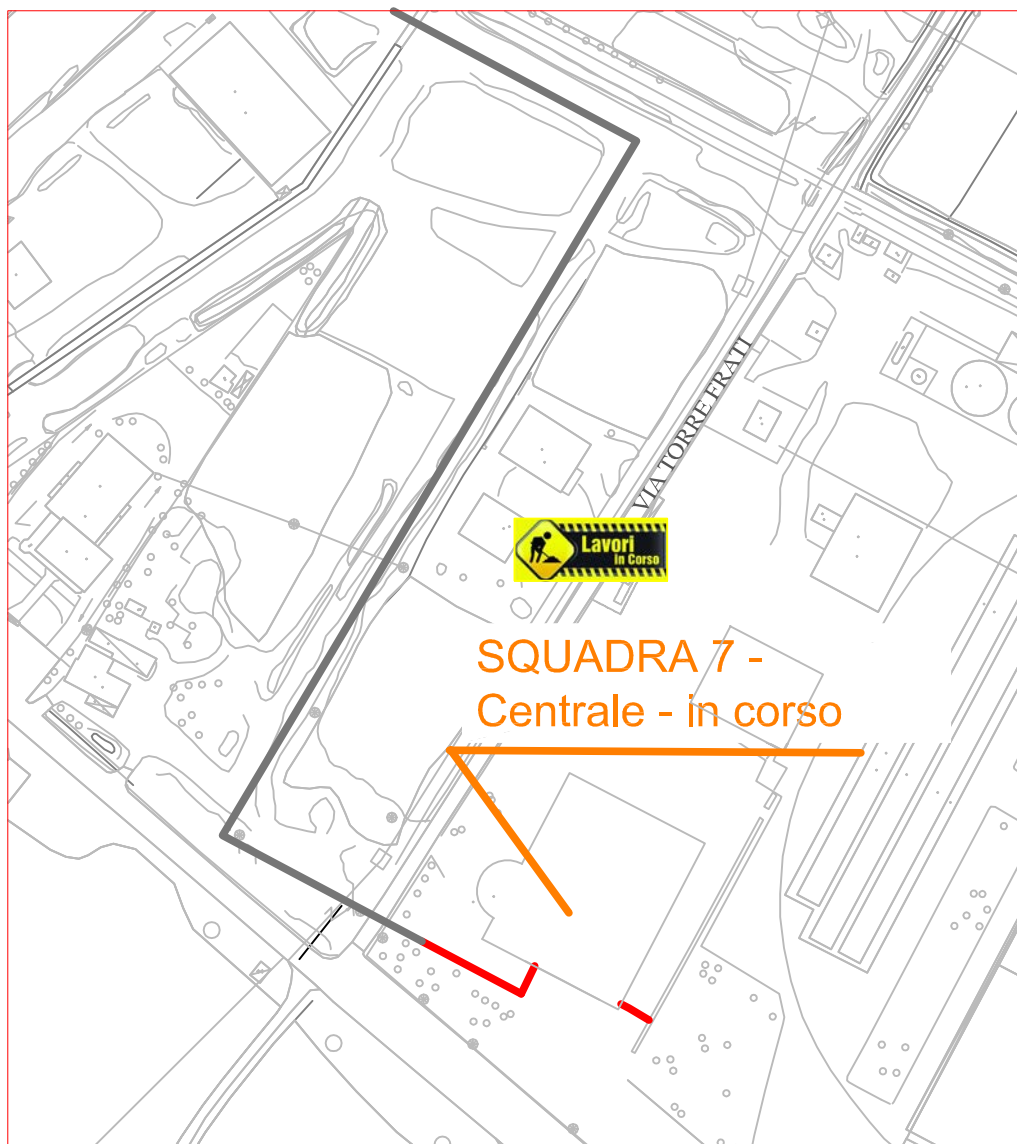 VIA TORRE FRATI
Lavori
In Corso
SQUADRA 7 -
Centrale - in corso